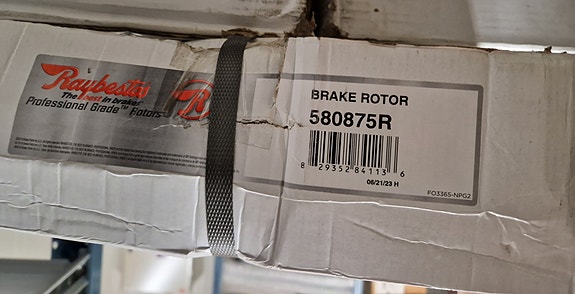 Raybestos
The Best in brakes
Professional Grade™ Rotors
R
BRAKE ROTOR
580875R
8 29352 84113 6
06/21/23 H
FO3365-NPG2